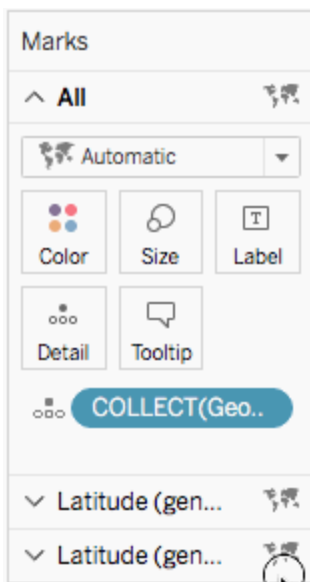 Marks
All
Automatic
Color Size Label
T
Detail Tooltip
COLLECT(Geo..
Latitude (gen...
Latitude (gen...